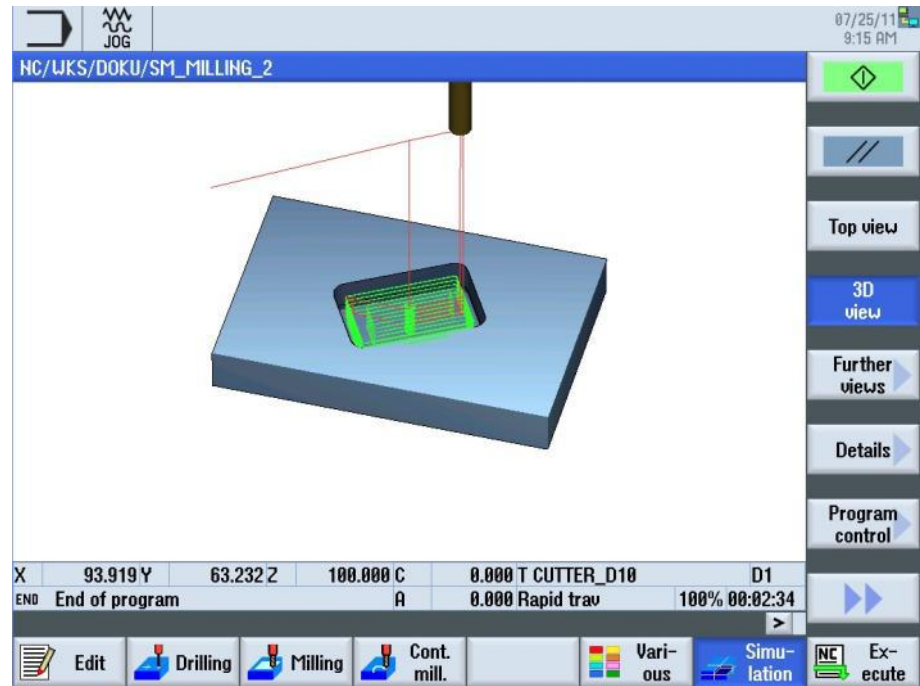 JOG
07/25/11
9:15 AM
NC/WKS/DOKU/SM_MILLING_2
Top view
3D
view
Further
views
Details
Program
control
X 93.919 Y 63.232 Z 100.000 C 0.000 T CUTTER_D10 D1
END End of program A 0.000 Rapid trav 100% 00:02:34
>
Edit
Drilling
Milling
Cont.
mill.
Vari-
ous
Simu-
lation
NC
Ex-
ecute